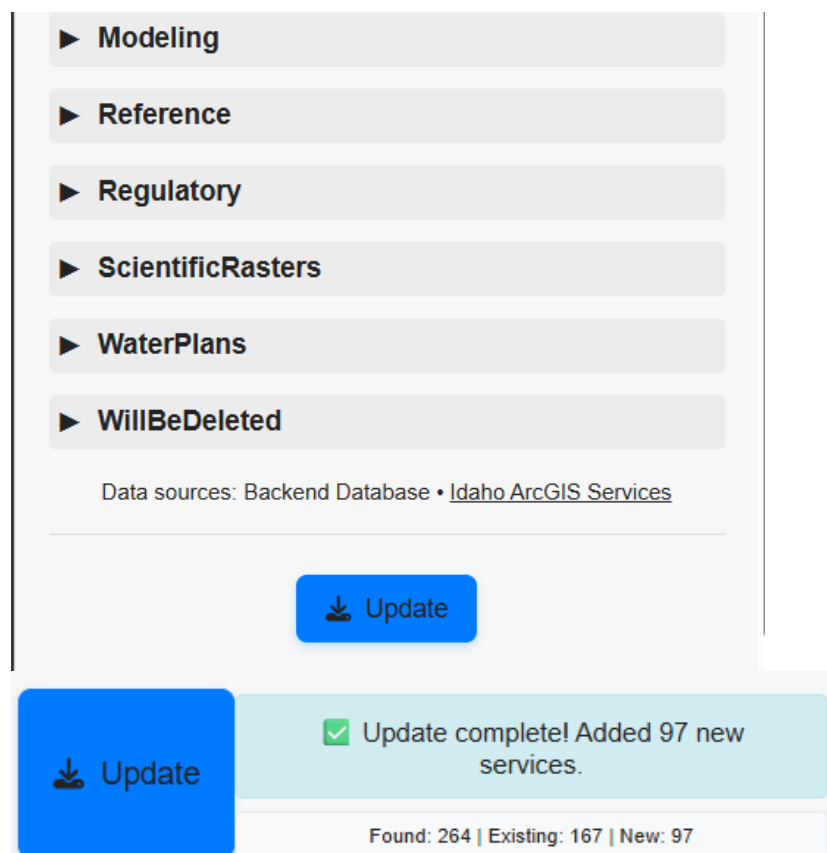 ▶ Modeling
▶ Reference
▶ Regulatory
▶ ScientificRasters
▶ WaterPlans
▶ WillBeDeleted
Data sources: Backend Database • Idaho ArcGIS Services
Update
Update
✅ Update complete! Added 97 new
services.
Found: 264 | Existing: 167 | New: 97